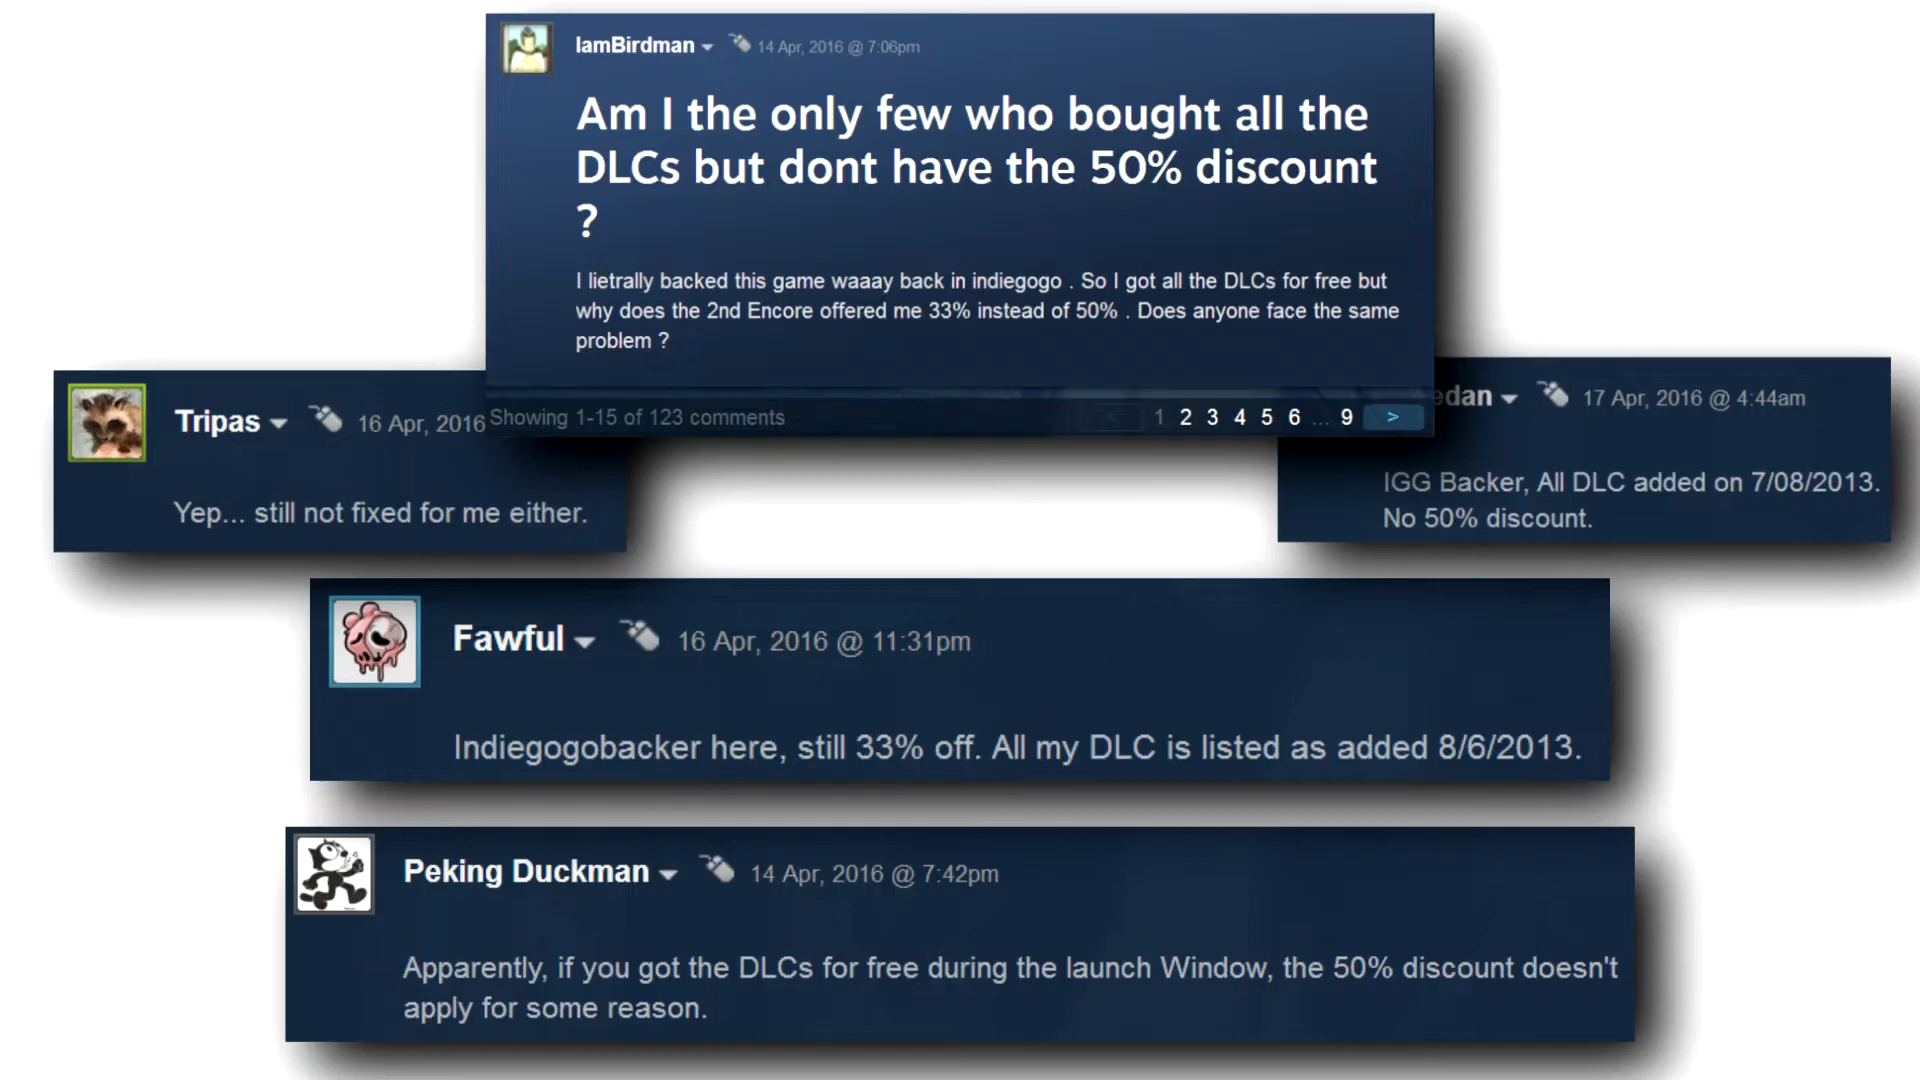 IamBirdman 14 Apr, 2016 @ 7:06pm
Am I the only few who bought all the
DLCs but dont have the 50% discount
?
I lietrally backed this game waaay back in indiegogo . So I got all the DLCs for free but
why does the 2nd Encore offered me 33% instead of 50% . Does anyone face the same
problem ?
Showing 1-15 of 123 comments
< 1 2 3 4 5 6 ... 9 >
Tripas 16 Apr, 2016
Yep... still not fixed for me either.
edan 17 Apr, 2016 @ 4:44am
IGG Backer, All DLC added on 7/08/2013.
No 50% discount.
Fawful 16 Apr, 2016 @ 11:31pm
Indiegogobacker here, still 33% off. All my DLC is listed as added 8/6/2013.
Peking Duckman 14 Apr, 2016 @ 7:42pm
Apparently, if you got the DLCs for free during the launch Window, the 50% discount doesn't
apply for some reason.